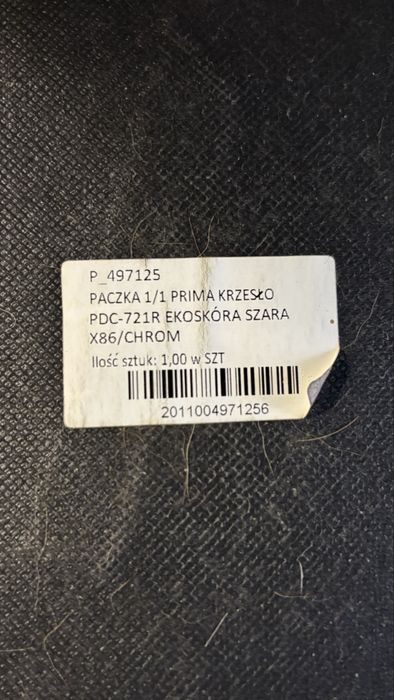 P_497125
PACZKA 1/1 PRIMA KRZESŁO
PDC-721R EKOSKÓRA SZARA
X86/CHROM
Ilość sztuk: 1,00 w SZT
2011004971256